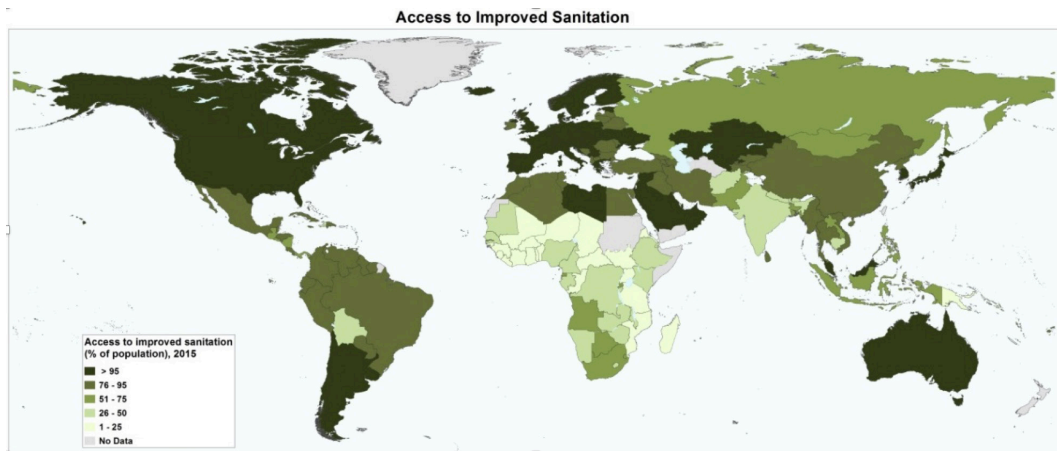 Access to Improved Sanitation
Access to improved sanitation
(% of population), 2015
> 95
76 - 95
51 - 75
26 - 50
1 - 25
No Data